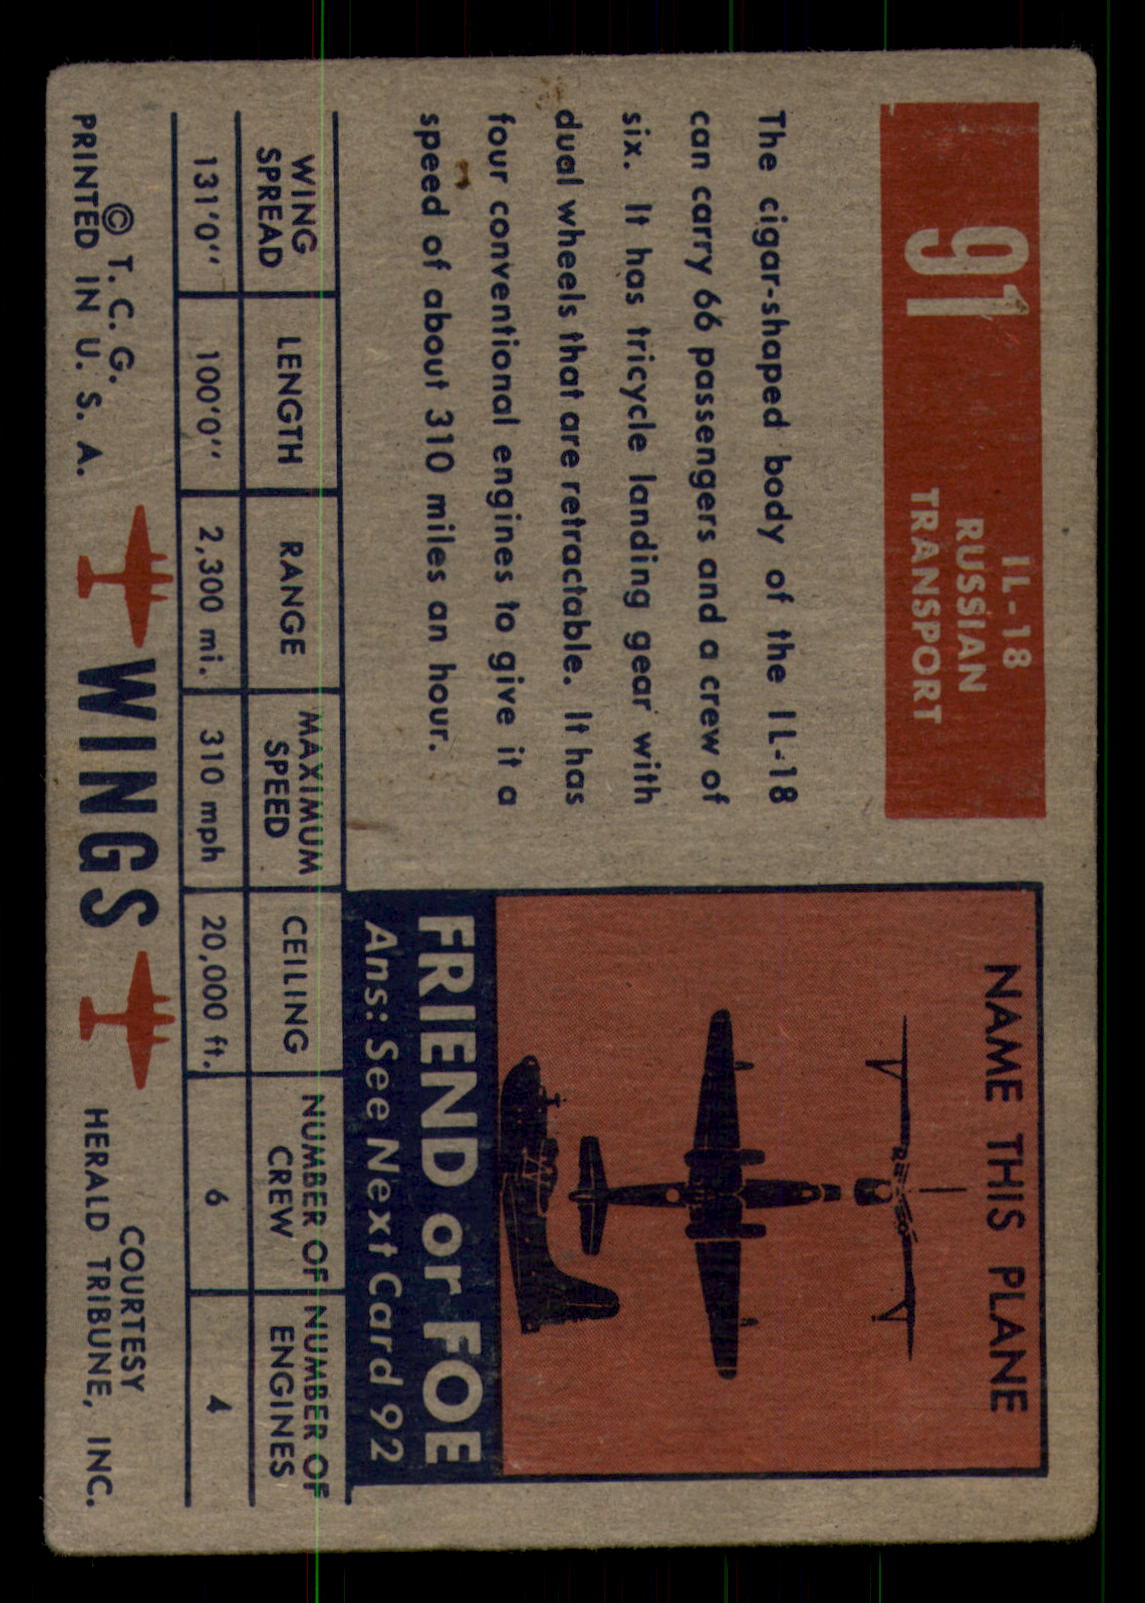 91
IL-18
RUSSIAN
TRANSPORT
The cigar-shaped body of the IL-18
can carry 66 passengers and a crew of
six. It has tricycle landing gear with
dual wheels that are retractable. It has
four conventional engines to give it a
speed of about 310 miles an hour.
NAME THIS PLANE
FRIEND or FOE
Ans: See Next Card 92
WING SPREAD LENGTH RANGE MAXIMUM SPEED CEILING NUMBER OF CREW NUMBER OF ENGINES
131'0" 100'0" 2,300 mi. 310 mph 20,000 ft. 6 4
© T. C. G.
PRINTED IN U. S. A.
WINGS
COURTESY
HERALD TRIBUNE, INC.